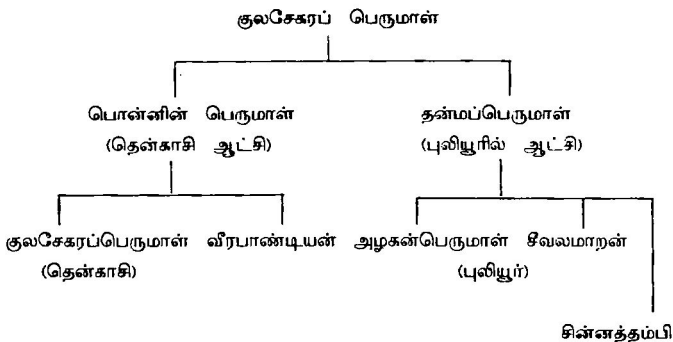 குலசேகரப் பெருமாள்
பொன்னின் பெருமாள் தன்மப்பெருமாள்
(தென்காசி ஆட்சி) (புலியூரில் ஆட்சி)
குலசேகரப்பெருமாள் வீரபாண்டியன் அழகன்பெருமாள் சீவலமாறன்
(தென்காசி) (புலியூர்)
சின்னத்தம்பி